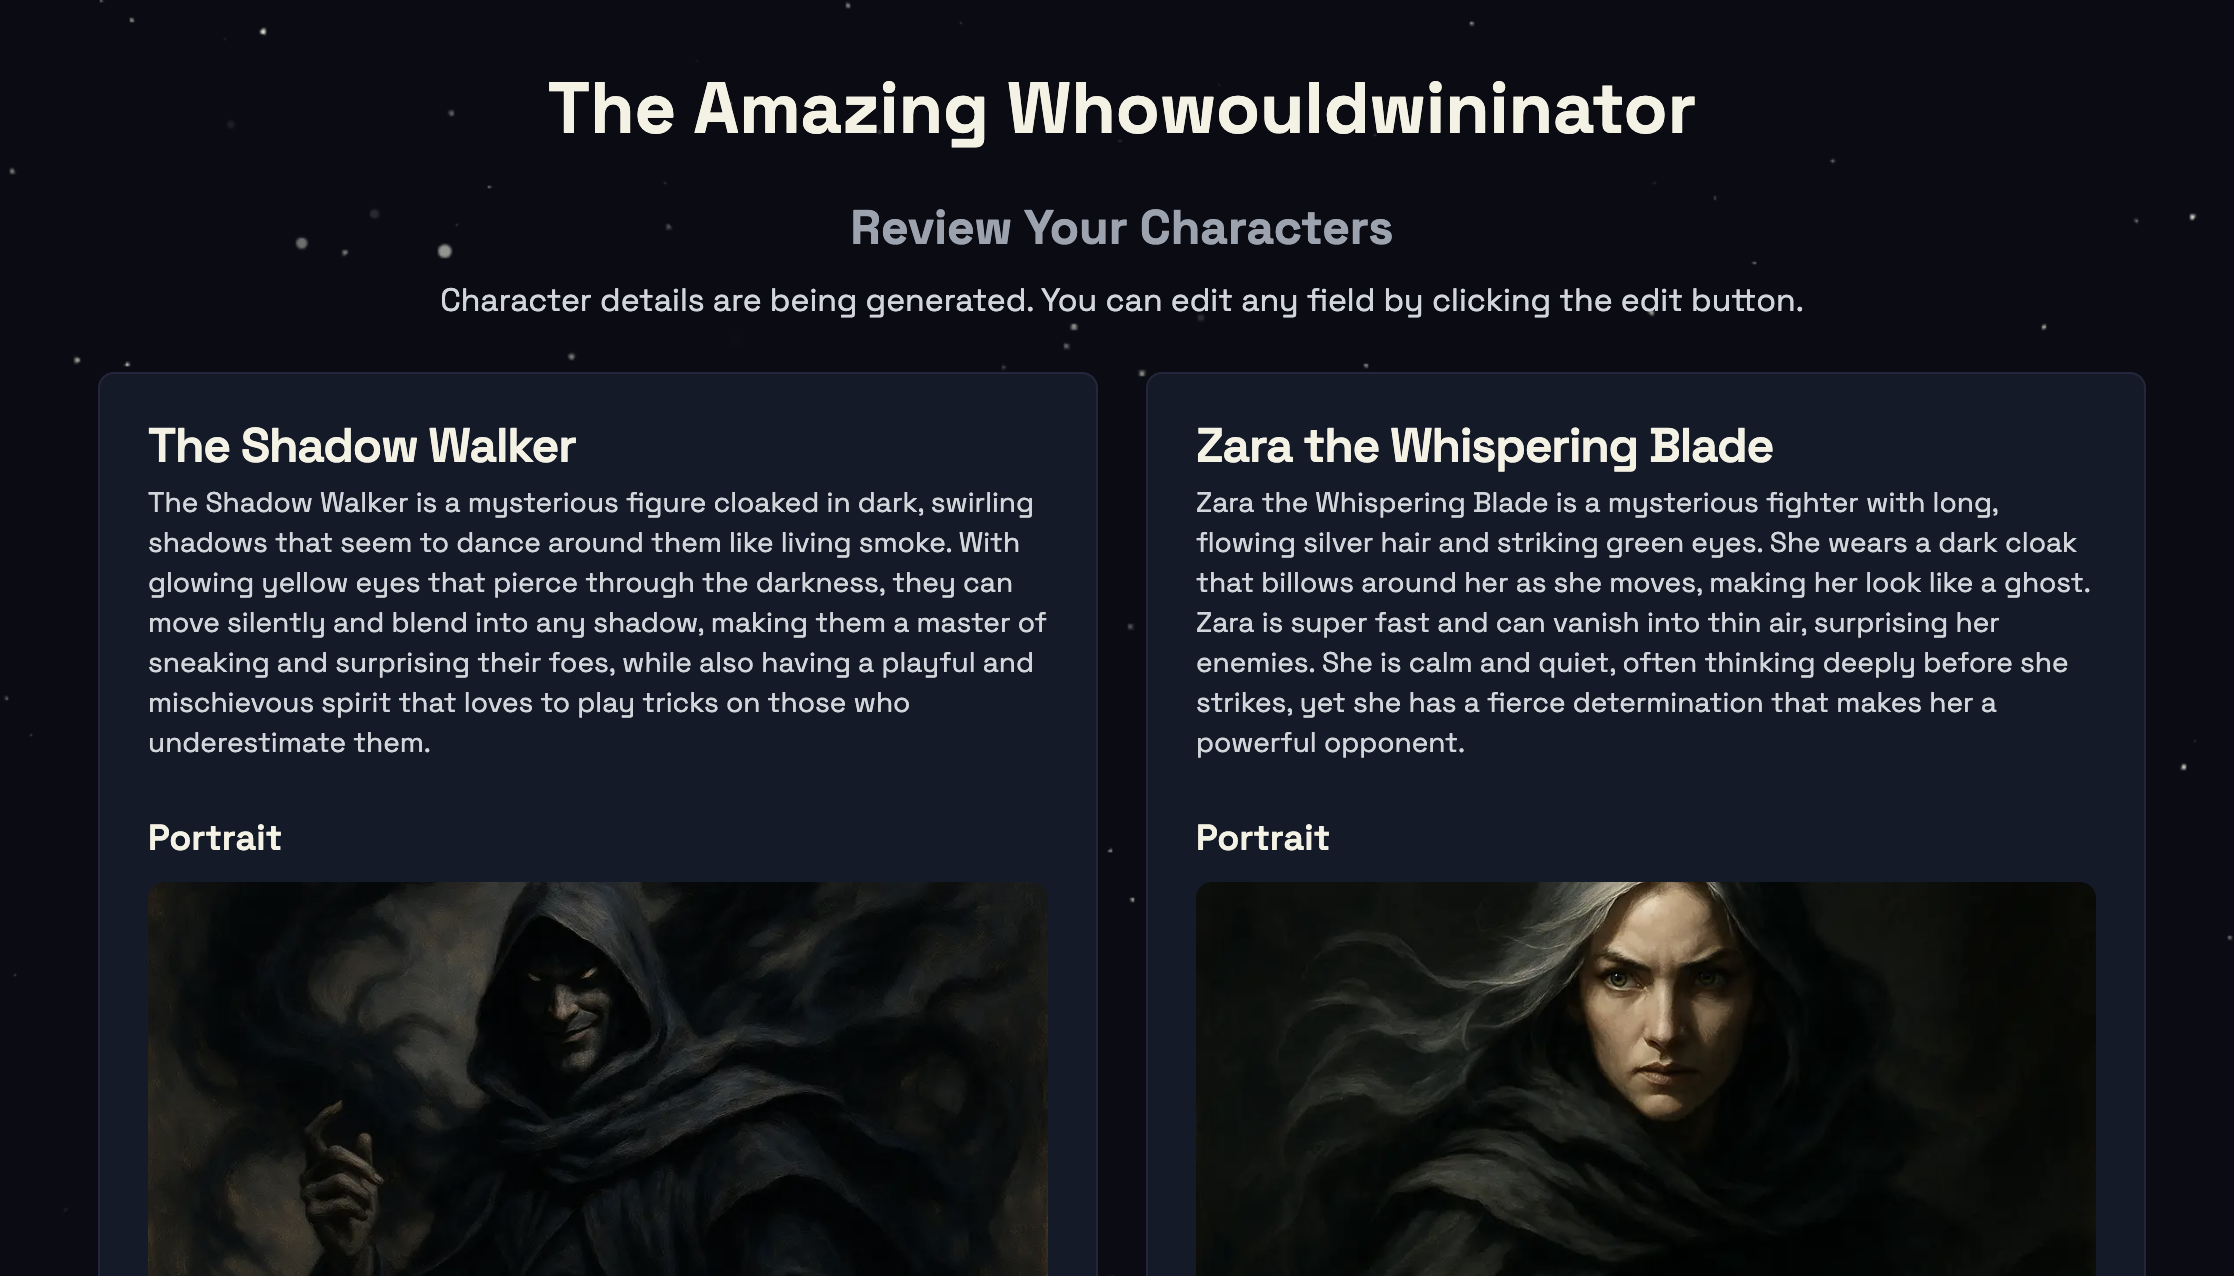 The Amazing Whowouldwininator
Review Your Characters
Character details are being generated. You can edit any field by clicking the edit button.
The Shadow Walker
The Shadow Walker is a mysterious figure cloaked in dark, swirling
shadows that seem to dance around them like living smoke. With
glowing yellow eyes that pierce through the darkness, they can
move silently and blend into any shadow, making them a master of
sneaking and surprising their foes, while also having a playful and
mischievous spirit that loves to play tricks on those who
underestimate them.
Portrait
Zara the Whispering Blade
Zara the Whispering Blade is a mysterious fighter with long,
flowing silver hair and striking green eyes. She wears a dark cloak
that billows around her as she moves, making her look like a ghost.
Zara is super fast and can vanish into thin air, surprising her
enemies. She is calm and quiet, often thinking deeply before she
strikes, yet she has a fierce determination that makes her a
powerful opponent.
Portrait